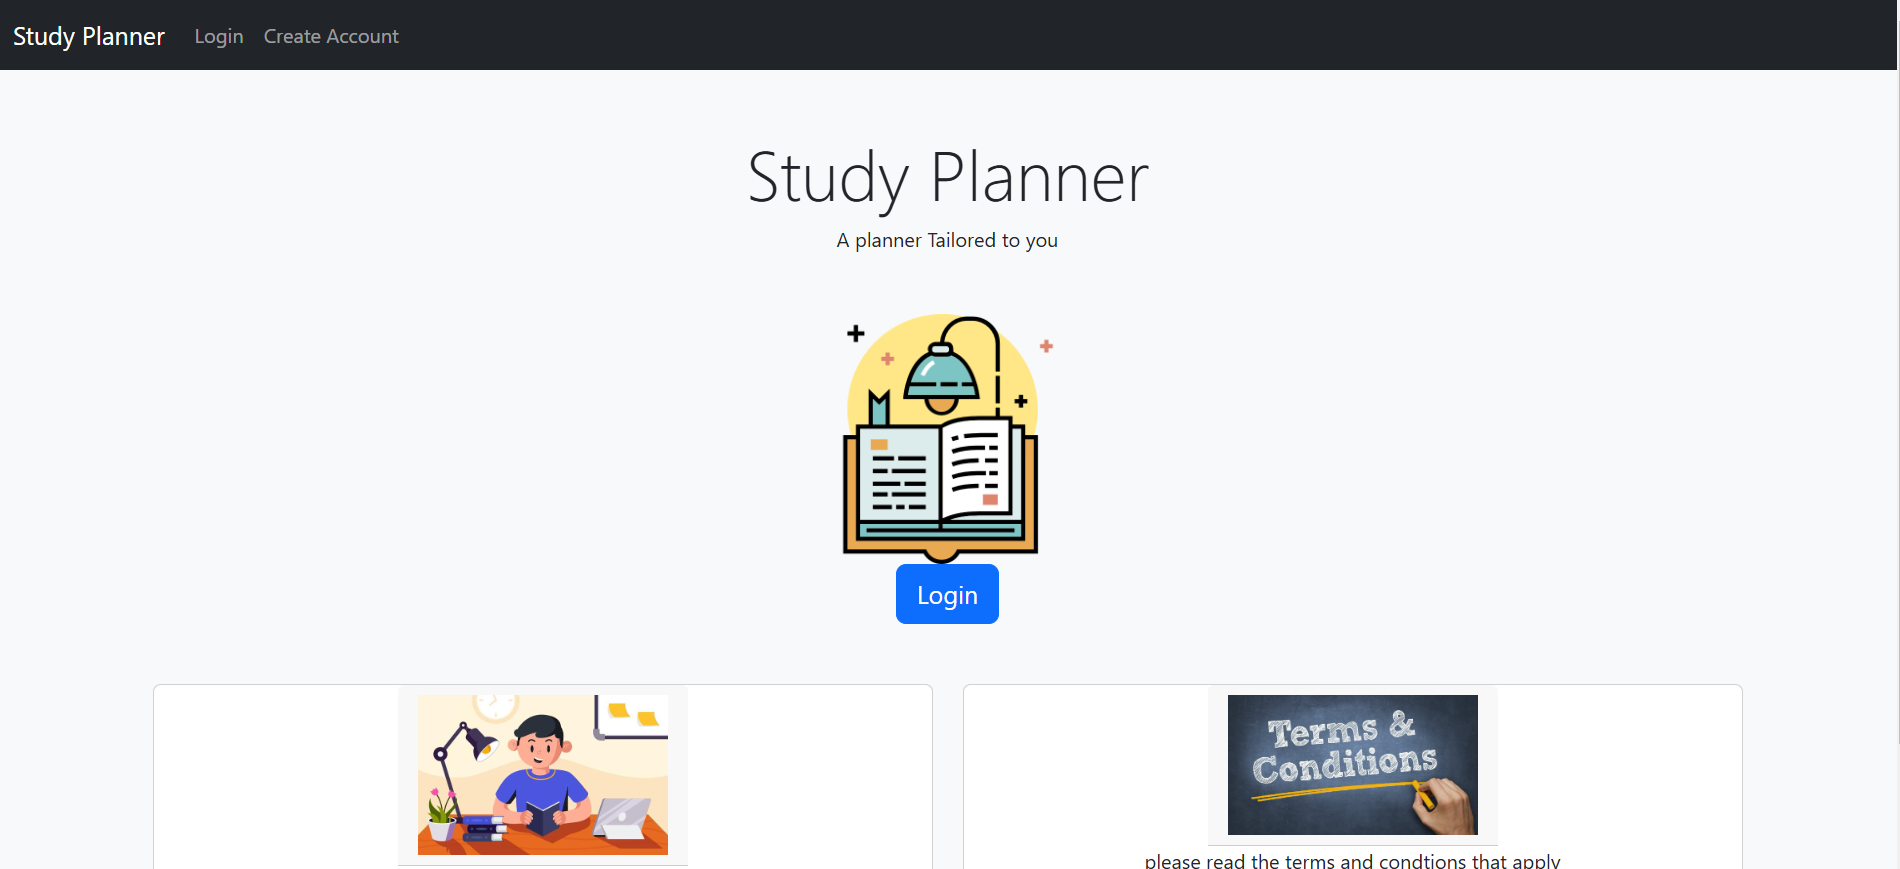 Study Planner Login Create Account
Study Planner
A planner Tailored to you
Login
Terms &
Conditions
please read the terms and condtions that apply